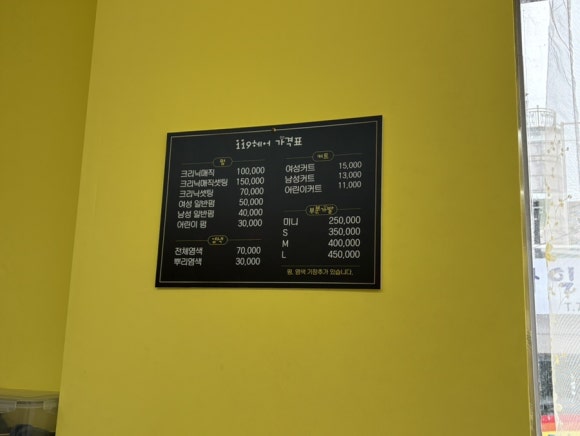 iii9헤어 가격표
펌
크리닉매직 100,000
크리닉매직셋팅 150,000
크리닉셋팅 70,000
여성 일반펌 50,000
남성 일반펌 40,000
어린이 펌 30,000
염색
전체염색 70,000
뿌리염색 30,000
커트
여성커트 15,000
남성커트 13,000
어린이커트 11,000
부분가발
미니 250,000
S 350,000
M 400,000
L 450,000
펌, 염색 기장추가 있습니다.